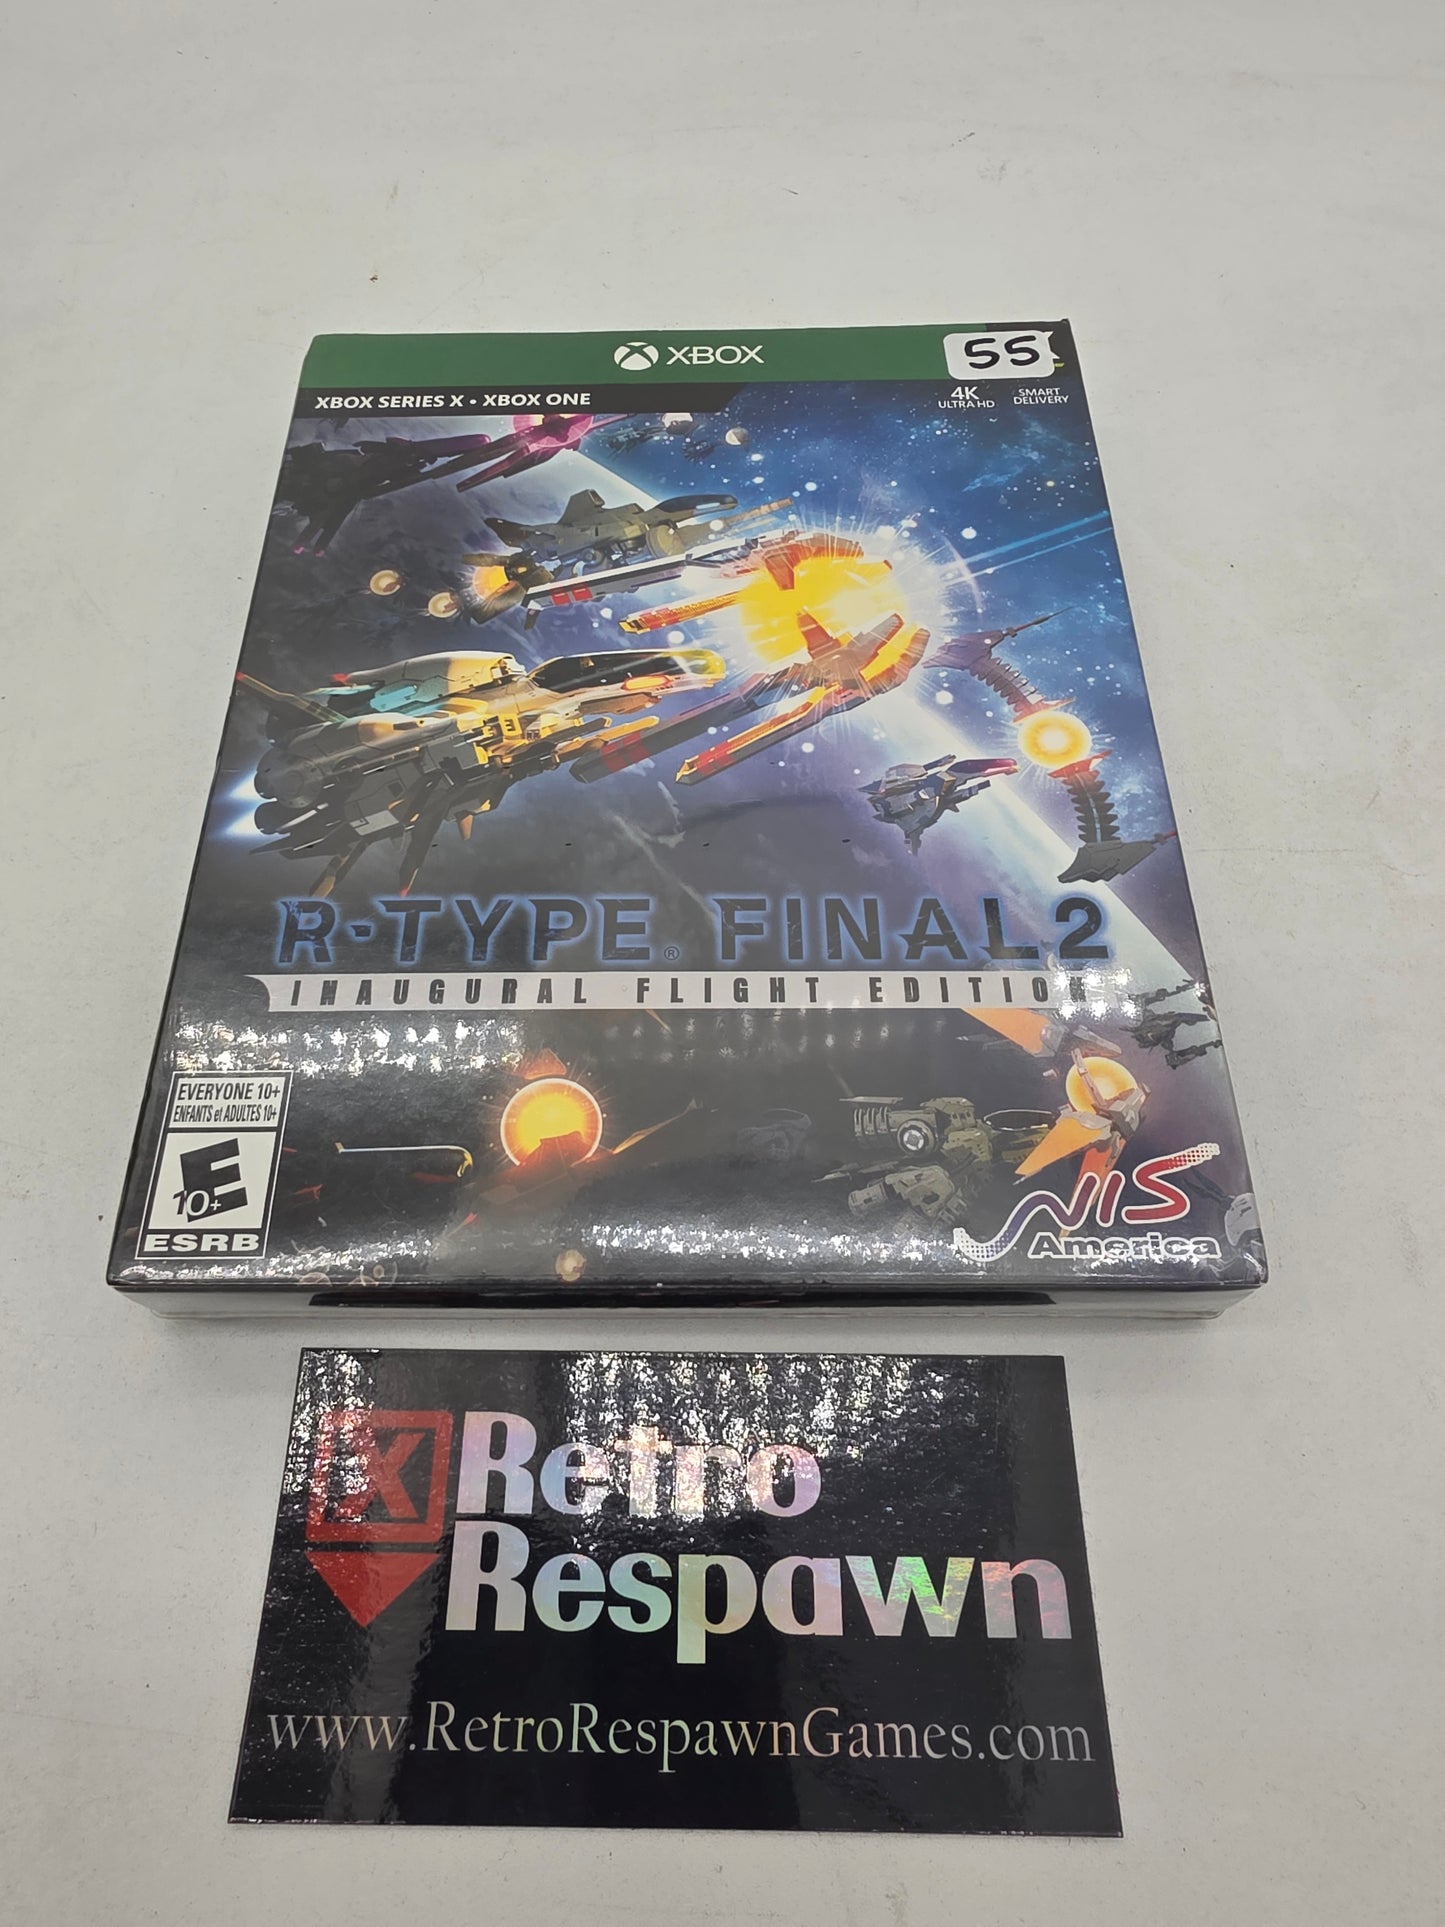 XBOX
55
XBOX SERIES X • XBOX ONE
4K
ULTRA HD
SMART
DELIVERY
R-TYPE® FINAL 2
INAUGURAL FLIGHT EDITION
EVERYONE 10+
ENFANTS et ADULTES 10+
E
10+
ESRB
NIS
America
X
Retro
Respawn
www.RetroRespawnGames.com